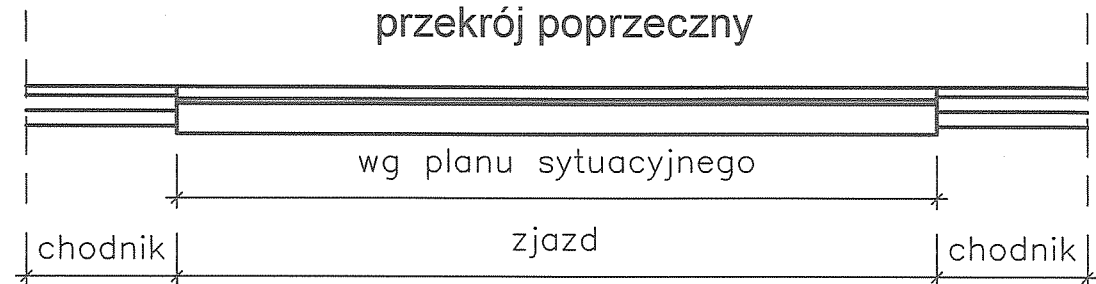 przekrój poprzeczny
wg planu sytuacyjnego
chodnik zjazd chodnik